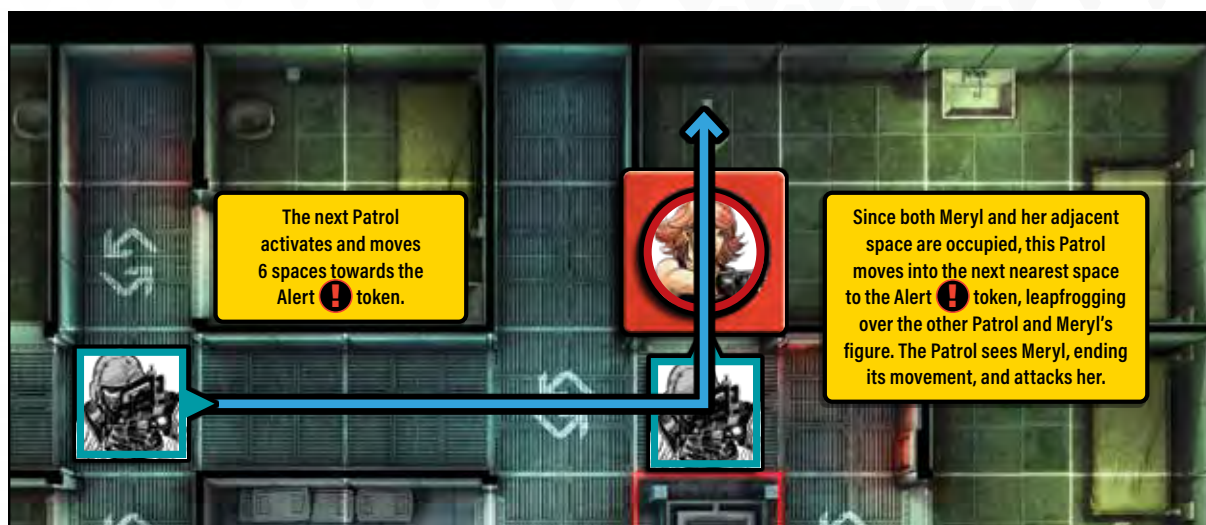 The next Patrol
activates and moves
6 spaces towards the
Alert ! token.
Since both Meryl and her adjacent
space are occupied, this Patrol
moves into the next nearest space
to the Alert ! token, leapfrogging
over the other Patrol and Meryl's
figure. The Patrol sees Meryl, ending
its movement, and attacks her.